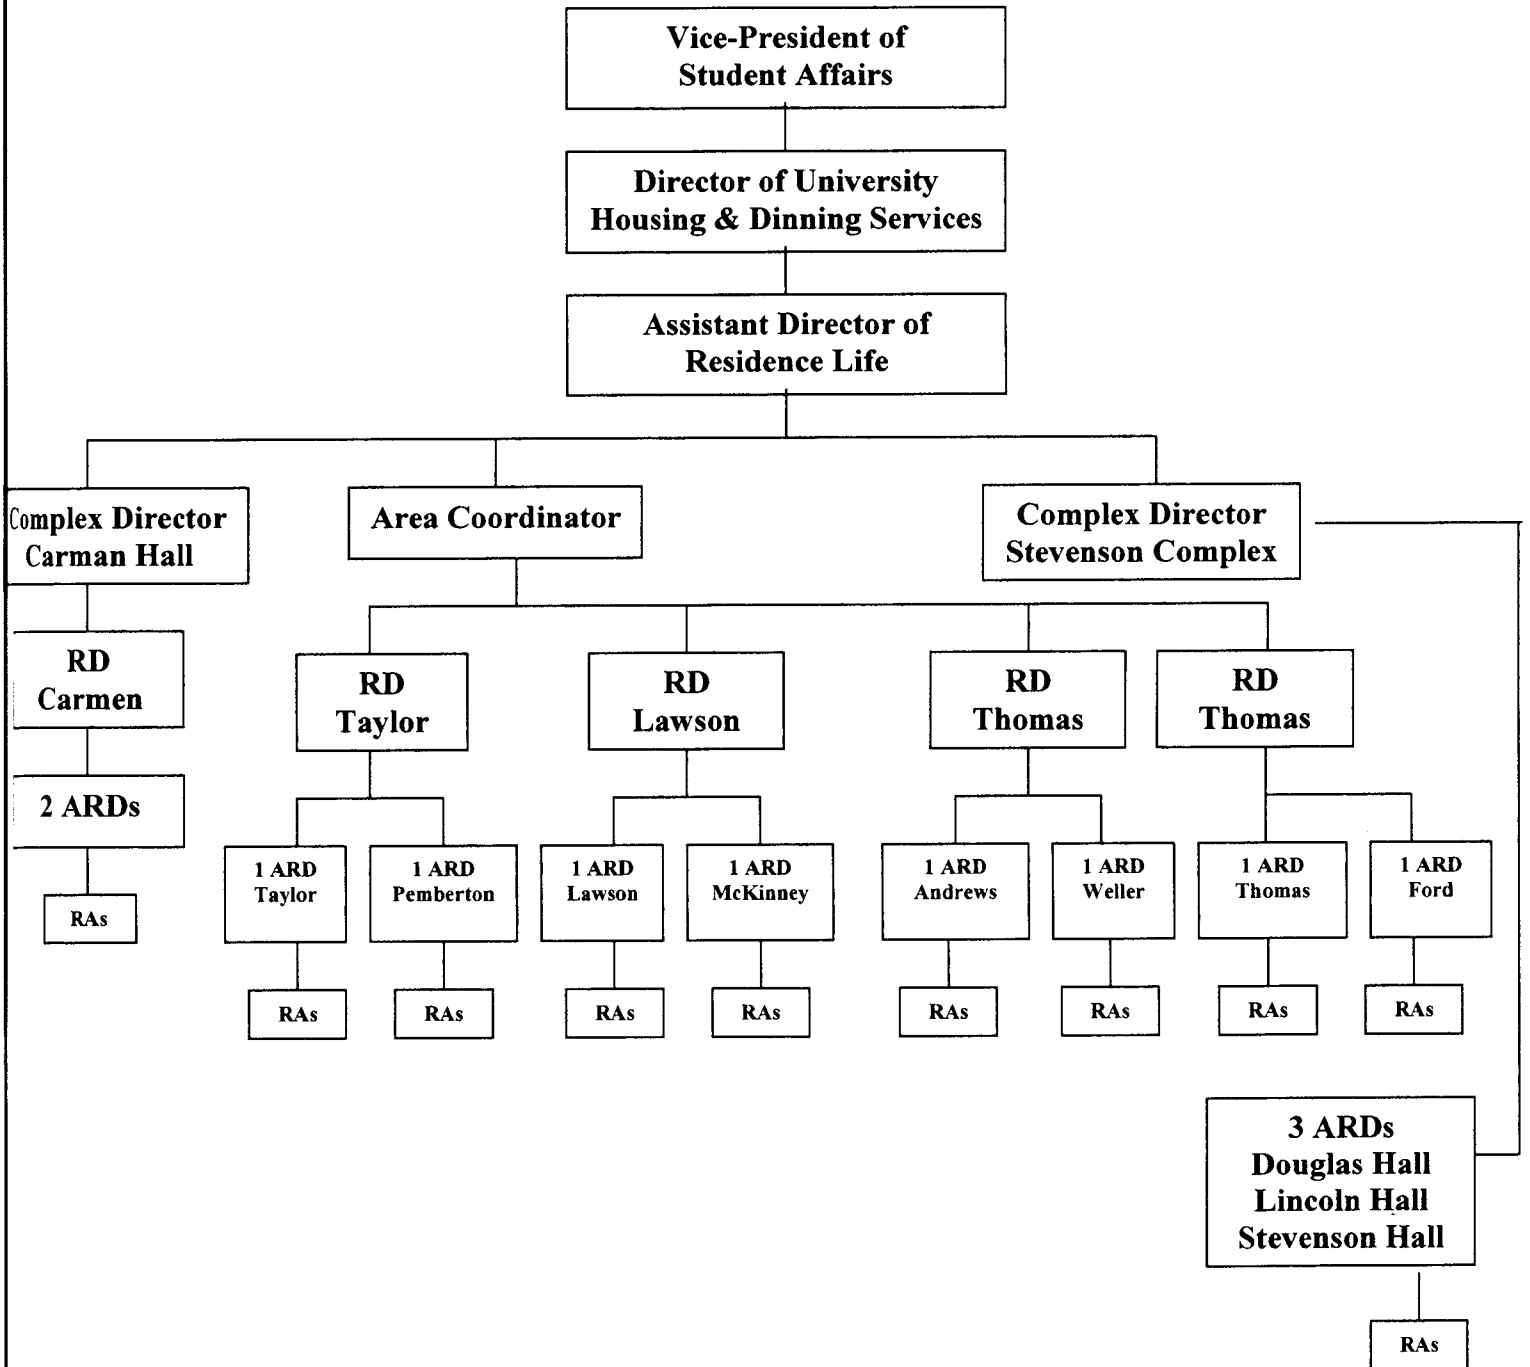 Vice-President of
Student Affairs
Director of University
Housing & Dinning Services
Assistant Director of
Residence Life
Complex Director
Carman Hall
Area Coordinator
Complex Director
Stevenson Complex
RD
Carmen
RD
Taylor
RD
Lawson
RD
Thomas
RD
Thomas
2 ARDs
1 ARD
Taylor
1 ARD
Pemberton
1 ARD
Lawson
1 ARD
McKinney
1 ARD
Andrews
1 ARD
Weller
1 ARD
Thomas
1 ARD
Ford
RAs
RAs
RAs
RAs
RAs
RAs
RAs
RAs
RAs
3 ARDs
Douglas Hall
Lincoln Hall
Stevenson Hall
RAs